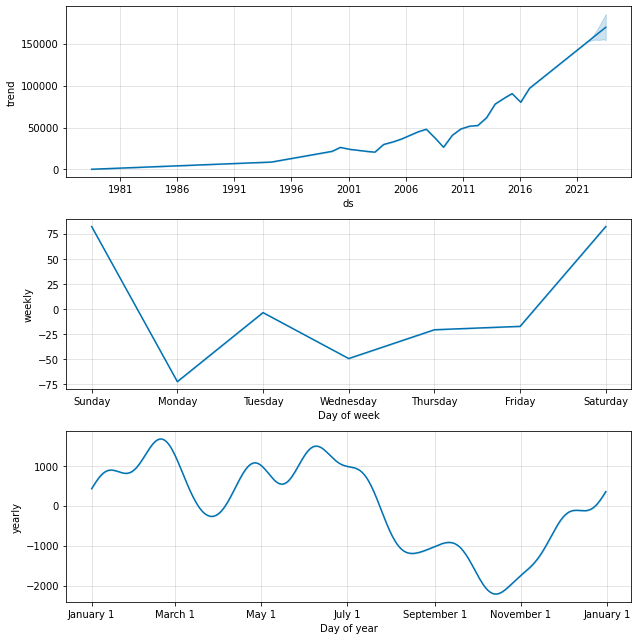 150000
100000
50000
0
trend
1981 1986 1991 1996 2001 2006 2011 2016 2021
ds
75
50
25
0
−25
−50
−75
weekly
Sunday Monday Tuesday Wednesday Thursday Friday Saturday
Day of week
1000
0
−1000
−2000
yearly
January 1 March 1 May 1 July 1 September 1 November 1 January 1
Day of year